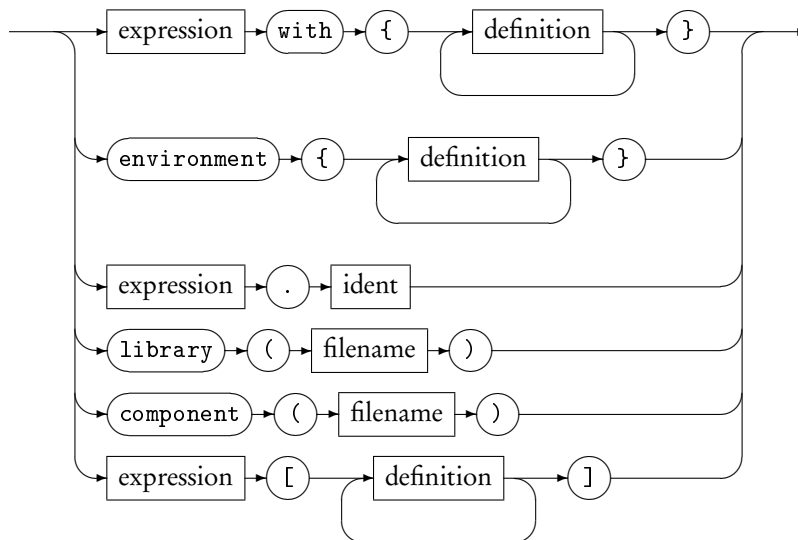 expression with { definition }
environment { definition }
expression . ident
library ( filename )
component ( filename )
expression [ definition ]